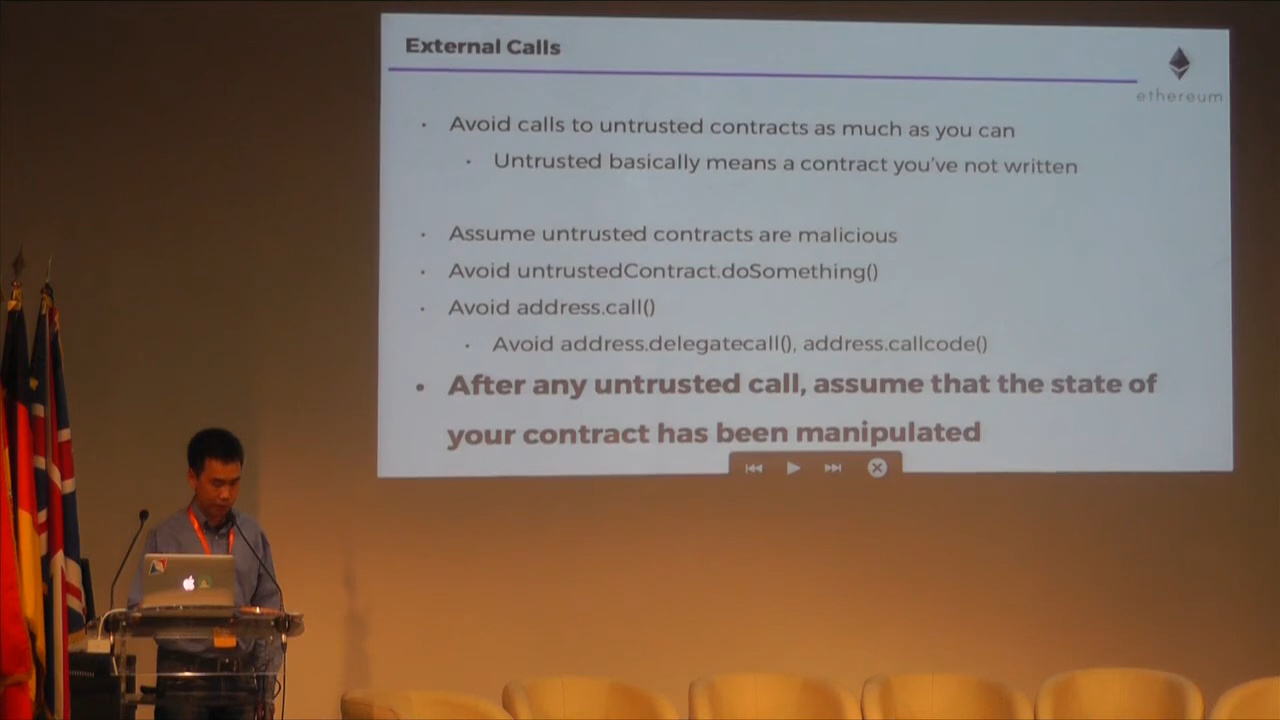 External Calls
ethereum
• Avoid calls to untrusted contracts as much as you can
• Untrusted basically means a contract you've not written
• Assume untrusted contracts are malicious
• Avoid untrustedContract.doSomething()
• Avoid address.call()
• Avoid address.delegatecall(), address.callcode()
• After any untrusted call, assume that the state of
your contract has been manipulated